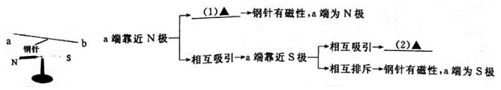 (1)▲ →钢针有磁性,a端为N极
a b
钢针
N S
a端靠近N极
相互吸引→a端靠近S极
相互吸引→ (2)▲
相互排斥→钢针有磁性,a端为S极